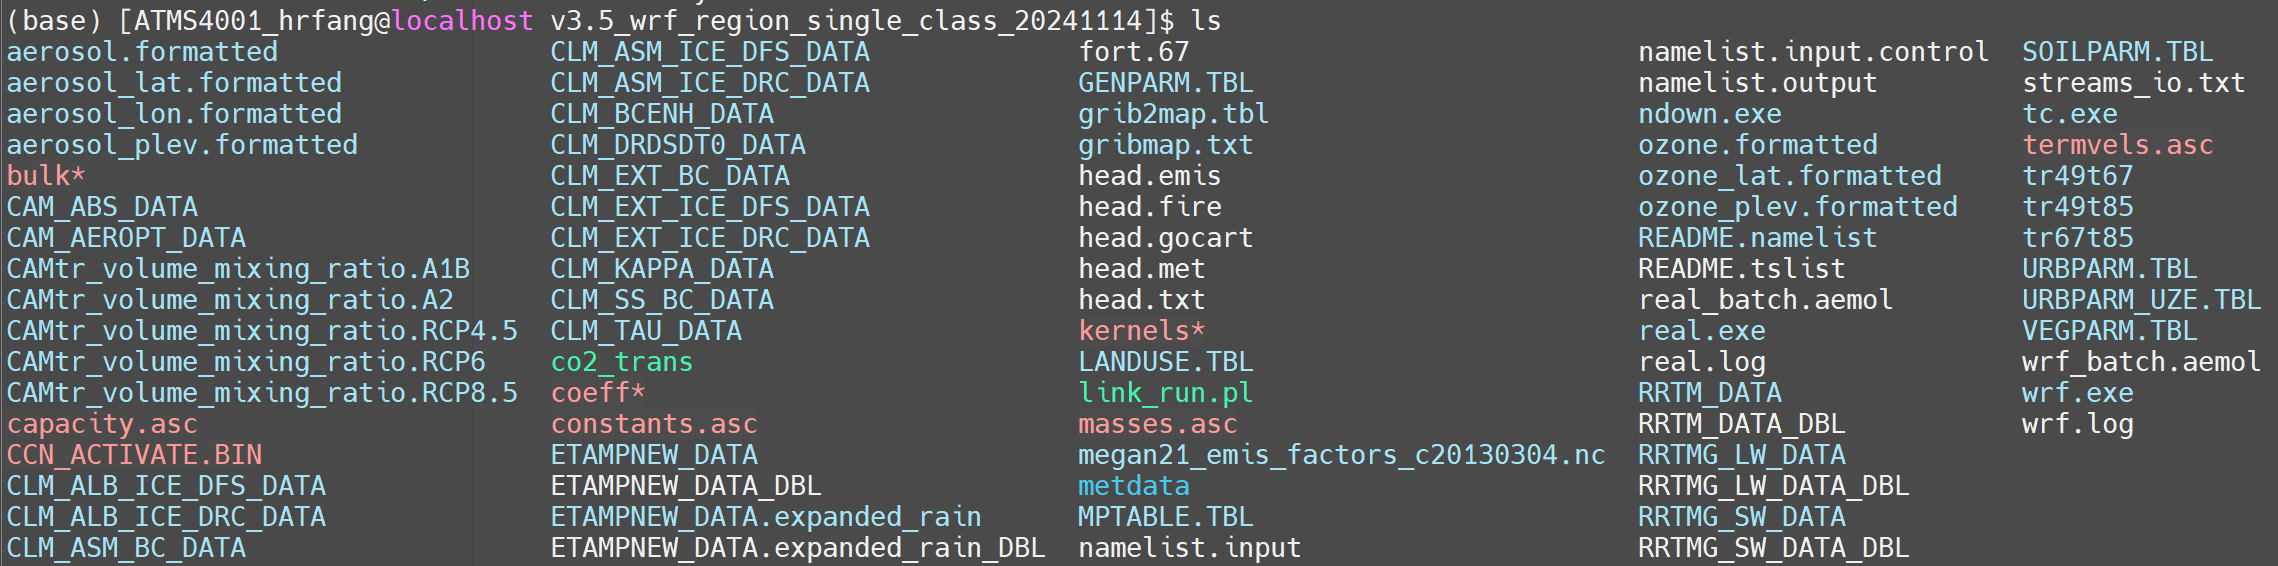 (base) [ATMS4001_hrfang@localhost v3.5_wrf_region_single_class_20241114]$ ls
aerosol.formatted CLM_ASM_ICE_DFS_DATA fort.67 namelist.input.control SOILPARM.TBL
aerosol_lat.formatted CLM_ASM_ICE_DRC_DATA GENPARM.TBL namelist.output streams_io.txt
aerosol_lon.formatted CLM_BCENH_DATA grib2map.tbl ndown.exe tc.exe
aerosol_plev.formatted CLM_DRDSDT0_DATA gribmap.txt ozone.formatted termvels.asc
bulk* CLM_EXT_BC_DATA head.emis ozone_lat.formatted tr49t67
CAM_ABS_DATA CLM_EXT_ICE_DFS_DATA head.fire ozone_plev.formatted tr49t85
CAM_AEROPT_DATA CLM_EXT_ICE_DRC_DATA head.gocart README.namelist tr67t85
CAMtr_volume_mixing_ratio.A1B CLM_KAPPA_DATA head.met README.tslist URBPARM.TBL
CAMtr_volume_mixing_ratio.A2 CLM_SS_BC_DATA head.txt real_batch.aemol URBPARM_UZE.TBL
CAMtr_volume_mixing_ratio.RCP4.5 CLM_TAU_DATA kernels* real.exe VEGPARM.TBL
CAMtr_volume_mixing_ratio.RCP6 co2_trans LANDUSE.TBL real.log wrf_batch.aemol
CAMtr_volume_mixing_ratio.RCP8.5 coeff* link_run.pl RRTM_DATA wrf.exe
capacity.asc constants.asc masses.asc RRTM_DATA_DBL wrf.log
CCN_ACTIVATE.BIN ETAMPNEW_DATA megan21_emis_factors_c20130304.nc RRTMG_LW_DATA
CLM_ALB_ICE_DFS_DATA ETAMPNEW_DATA_DBL metdata RRTMG_LW_DATA_DBL
CLM_ALB_ICE_DRC_DATA ETAMPNEW_DATA.expanded_rain MPTABLE.TBL RRTMG_SW_DATA
CLM_ASM_BC_DATA ETAMPNEW_DATA.expanded_rain_DBL namelist.input RRTMG_SW_DATA_DBL